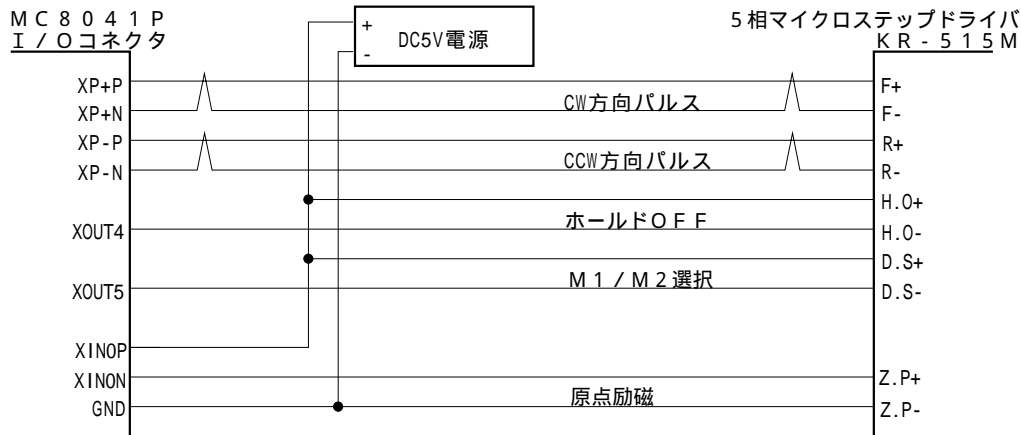 MC8041P
I/Oコネクタ
+
-
DC5V電源
5相マイクロステップドライバ
KR-515M
XP+P
F+
XP+N
CW方向パルス
F-
XP-P
R+
XP-N
CCW方向パルス
R-
H.O+
XOUT4
ホールドOFF
H.O-
D.S+
XOUT5
M1/M2選択
D.S-
XIN0P
XIN0N
Z.P+
GND
原点励磁
Z.P-